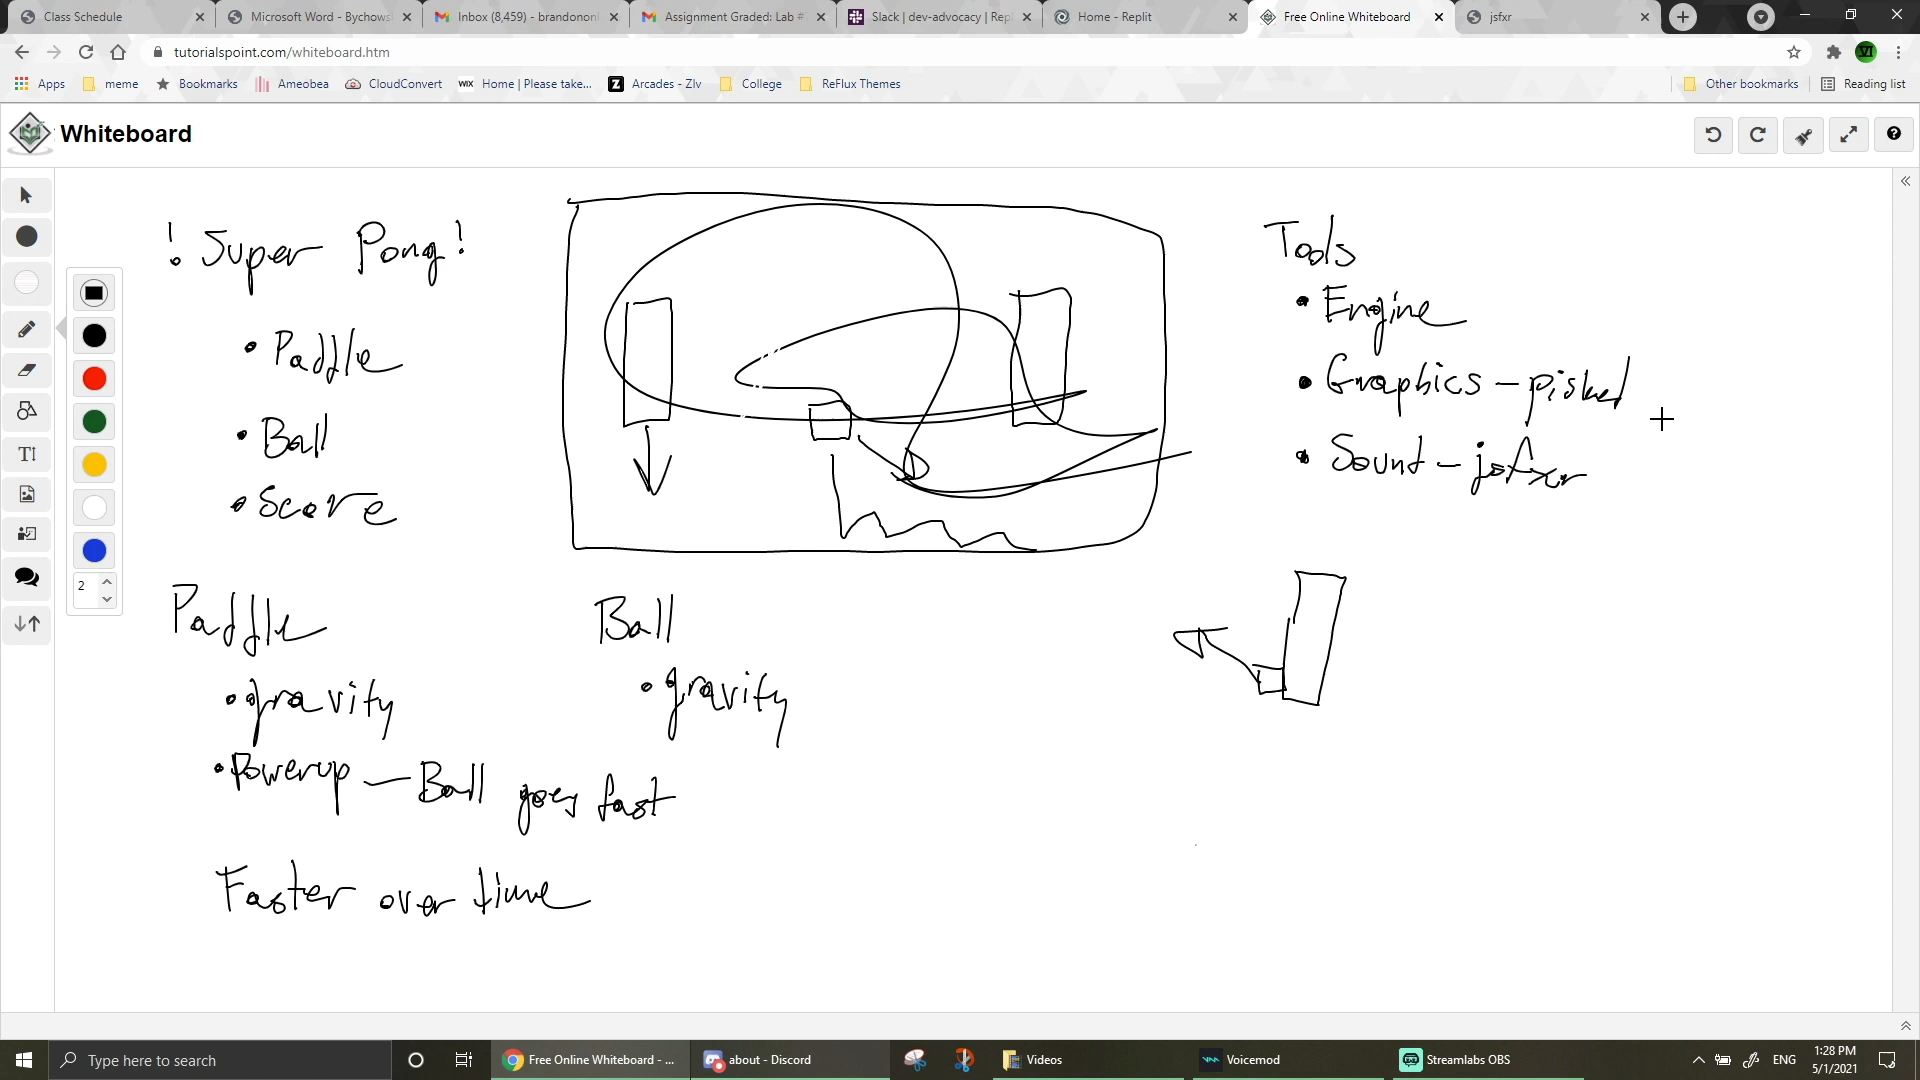 Class Schedule
Microsoft Word - Bychows
Inbox (8,459) - brandononl
Assignment Graded: Lab #
Slack | dev-advocacy | Repl
Home - Replit
Free Online Whiteboard
jsfxr
tutorialspoint.com/whiteboard.htm
Apps meme Bookmarks Ameobea CloudConvert WIX Home | Please take... Z Arcades - Zlv College ReFlux Themes Other bookmarks Reading list
Whiteboard
! Super Pong!
• Paddle
• Ball
• Score
Tools
• Engine
• Graphics - piskel
• Sound - jsfxr
2
Paddle
• gravity
• Powerup — Ball goes fast
Faster over time
Ball
• gravity
Type here to search
Free Online Whiteboard - ...
about - Discord
Videos
Voicemod
Streamlabs OBS
ENG
1:28 PM
5/1/2021